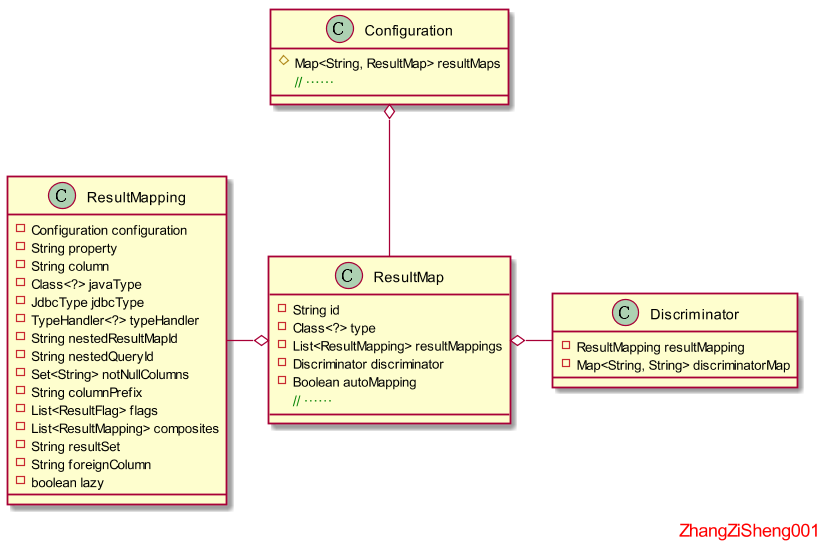 C Configuration
Map<String, ResultMap> resultMaps
// ······
C ResultMapping
Configuration configuration
String property
String column
Class<?> javaType
JdbcType jdbcType
TypeHandler<?> typeHandler
String nestedResultMapId
String nestedQueryId
Set<String> notNullColumns
String columnPrefix
List<ResultFlag> flags
List<ResultMapping> composites
String resultSet
String foreignColumn
boolean lazy
C ResultMap
String id
Class<?> type
List<ResultMapping> resultMappings
Discriminator discriminator
Boolean autoMapping
// ······
C Discriminator
ResultMapping resultMapping
Map<String, String> discriminatorMap
ZhangZiSheng001